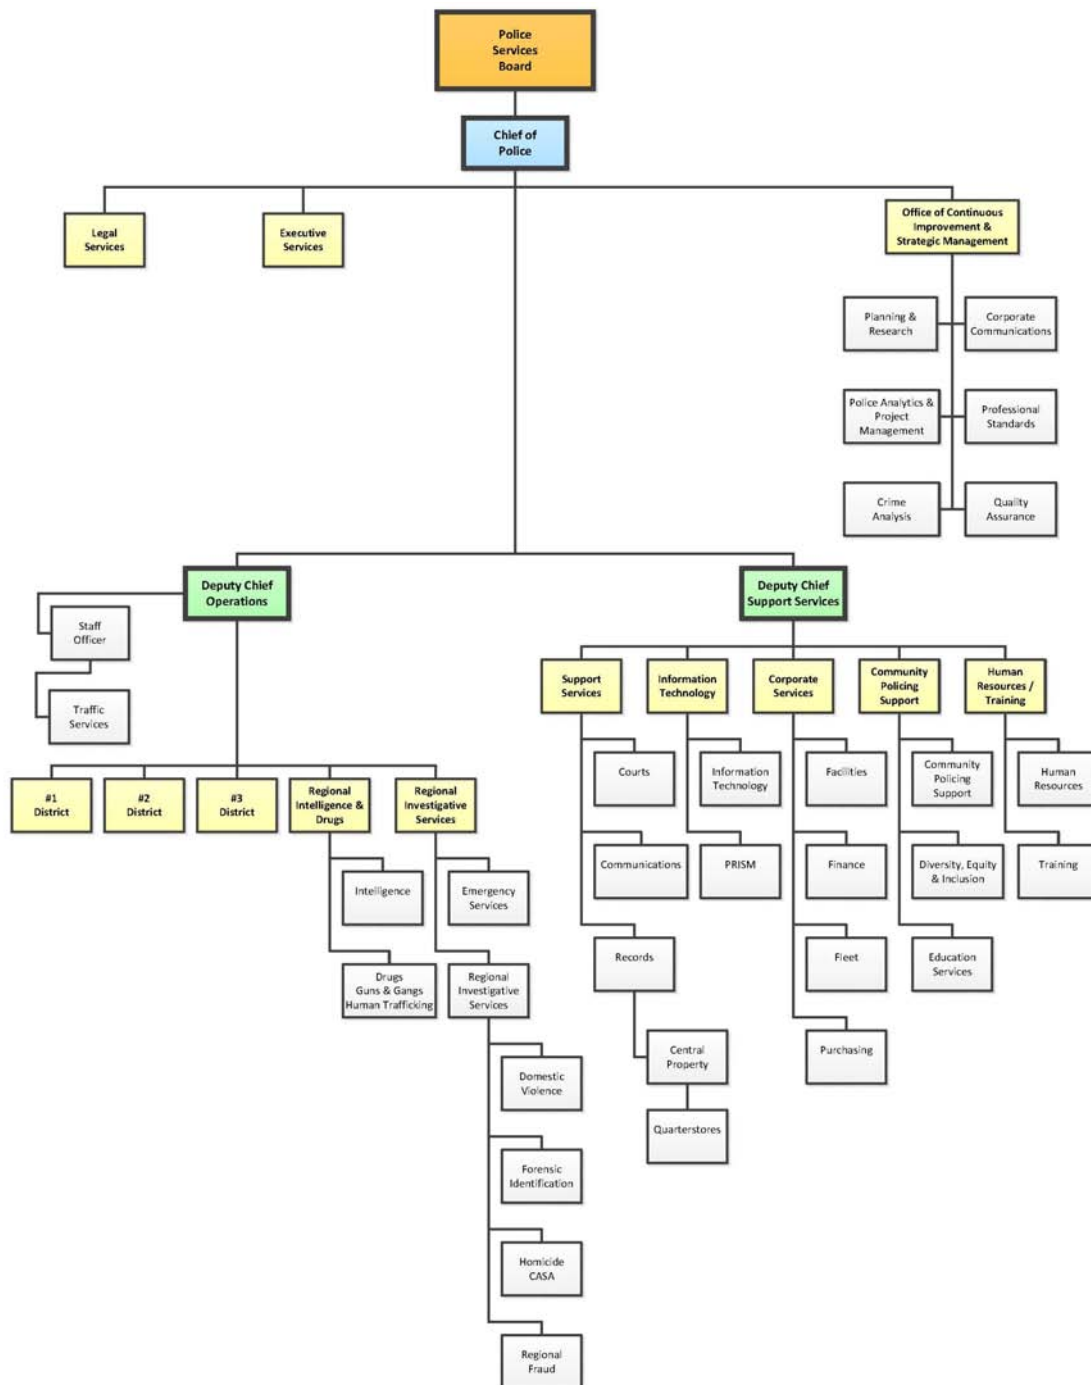 Police
Services
Board
Chief of
Police
Legal
Services
Executive
Services
Office of Continuous
Improvement &
Strategic Management
Planning &
Research
Corporate
Communications
Police Analytics &
Project
Management
Professional
Standards
Crime
Analysis
Quality
Assurance
Deputy Chief
Operations
Staff
Officer
Traffic
Services
#1
District
#2
District
#3
District
Regional
Intelligence &
Drugs
Intelligence
Drugs
Guns & Gangs
Human Trafficking
Regional
Investigative
Services
Emergency
Services
Regional
Investigative
Services
Domestic
Violence
Forensic
Identification
Homicide
CASA
Regional
Fraud
Deputy Chief
Support Services
Support
Services
Courts
Communications
Records
Central
Property
Quarterstores
Information
Technology
Information
Technology
PRISM
Corporate
Services
Facilities
Finance
Fleet
Purchasing
Community
Policing
Support
Community
Policing
Support
Diversity, Equity
& Inclusion
Education
Services
Human
Resources /
Training
Human
Resources
Training